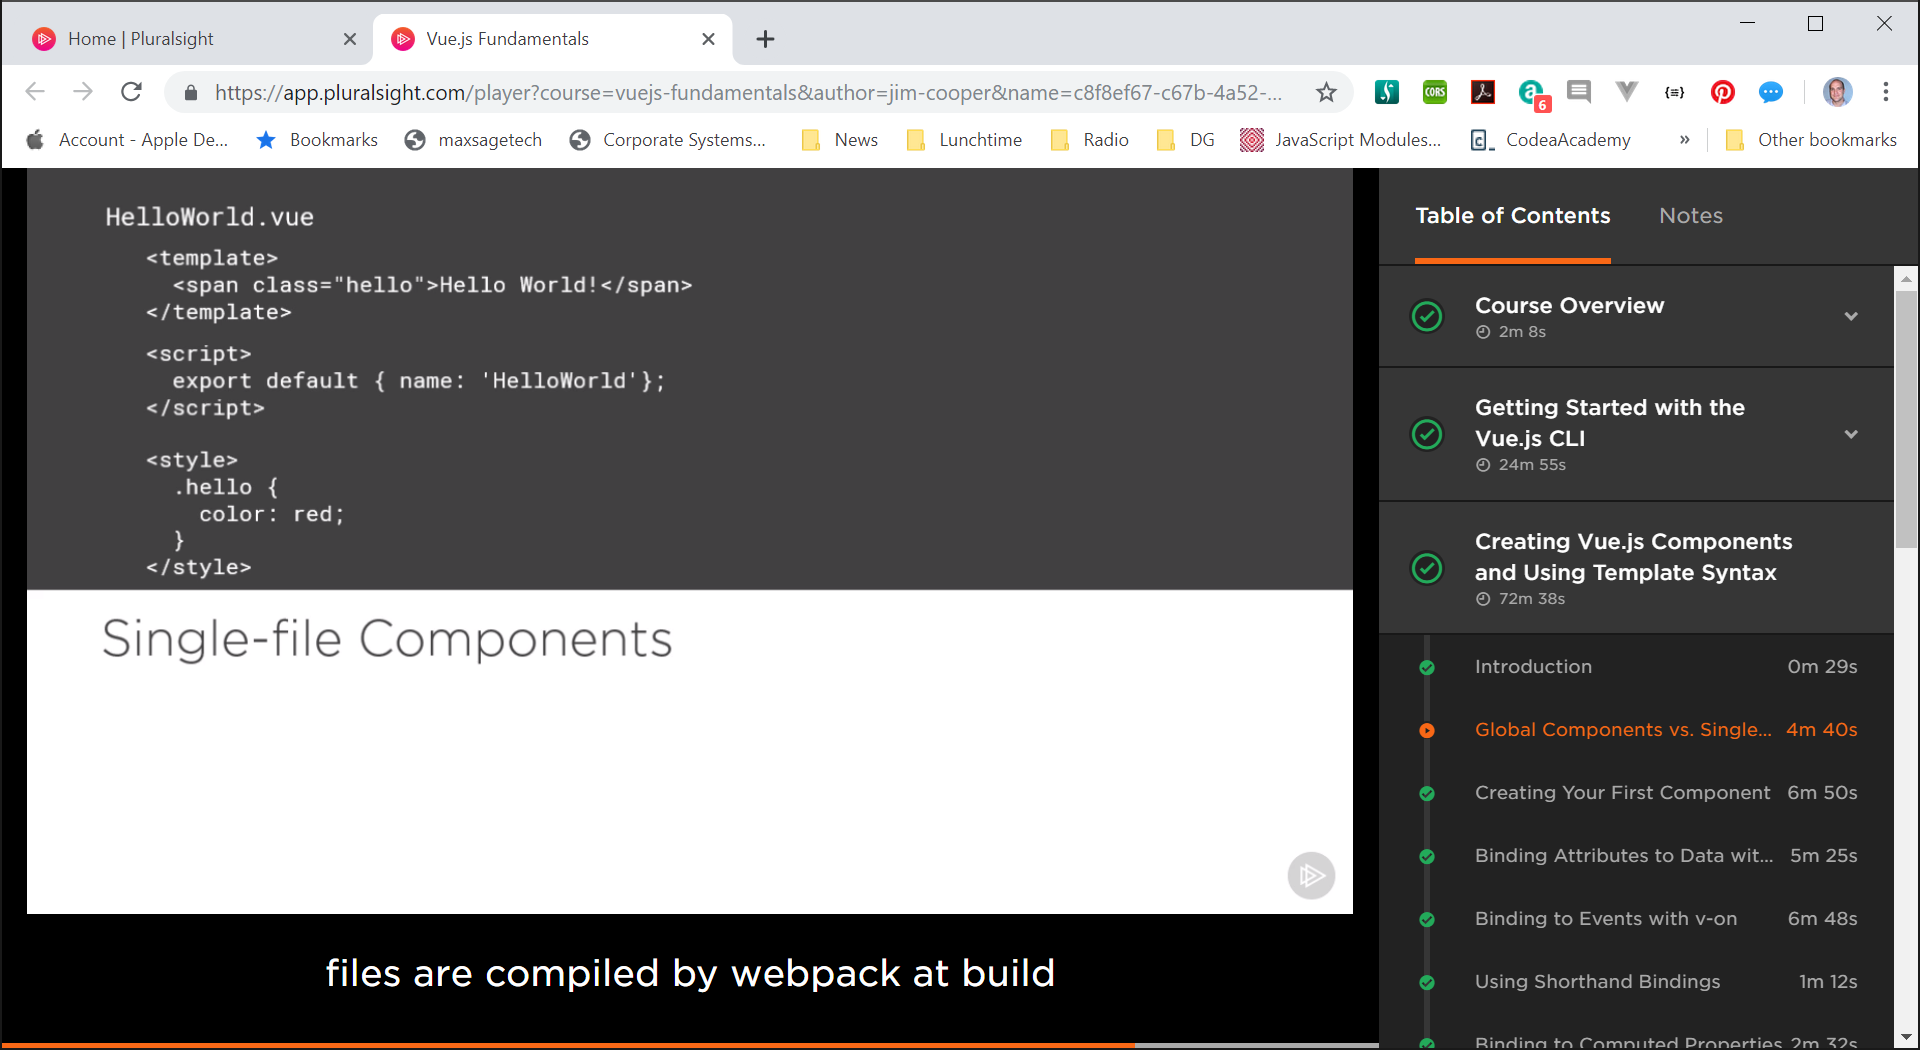 Home | Pluralsight
Vue.js Fundamentals
https://app.pluralsight.com/player?course=vuejs-fundamentals&author=jim-cooper&name=c8f8ef67-c67b-4a52-...
CORS
a
6
{≡}
Account - Apple De...
Bookmarks
maxsagetech
Corporate Systems...
News
Lunchtime
Radio
DG
JavaScript Modules...
CodeaAcademy
»
Other bookmarks
HelloWorld.vue
<template>
<span class="hello">Hello World!</span>
</template>
<script>
export default { name: 'HelloWorld'};
</script>
<style>
.hello {
color: red;
}
</style>
Single-file Components
files are compiled by webpack at build
Table of Contents
Notes
Course Overview
2m 8s
Getting Started with the
Vue.js CLI
24m 55s
Creating Vue.js Components
and Using Template Syntax
72m 38s
Introduction 0m 29s
Global Components vs. Single... 4m 40s
Creating Your First Component 6m 50s
Binding Attributes to Data wit... 5m 25s
Binding to Events with v-on 6m 48s
Using Shorthand Bindings 1m 12s
Binding to Computed Properties 2m 32s